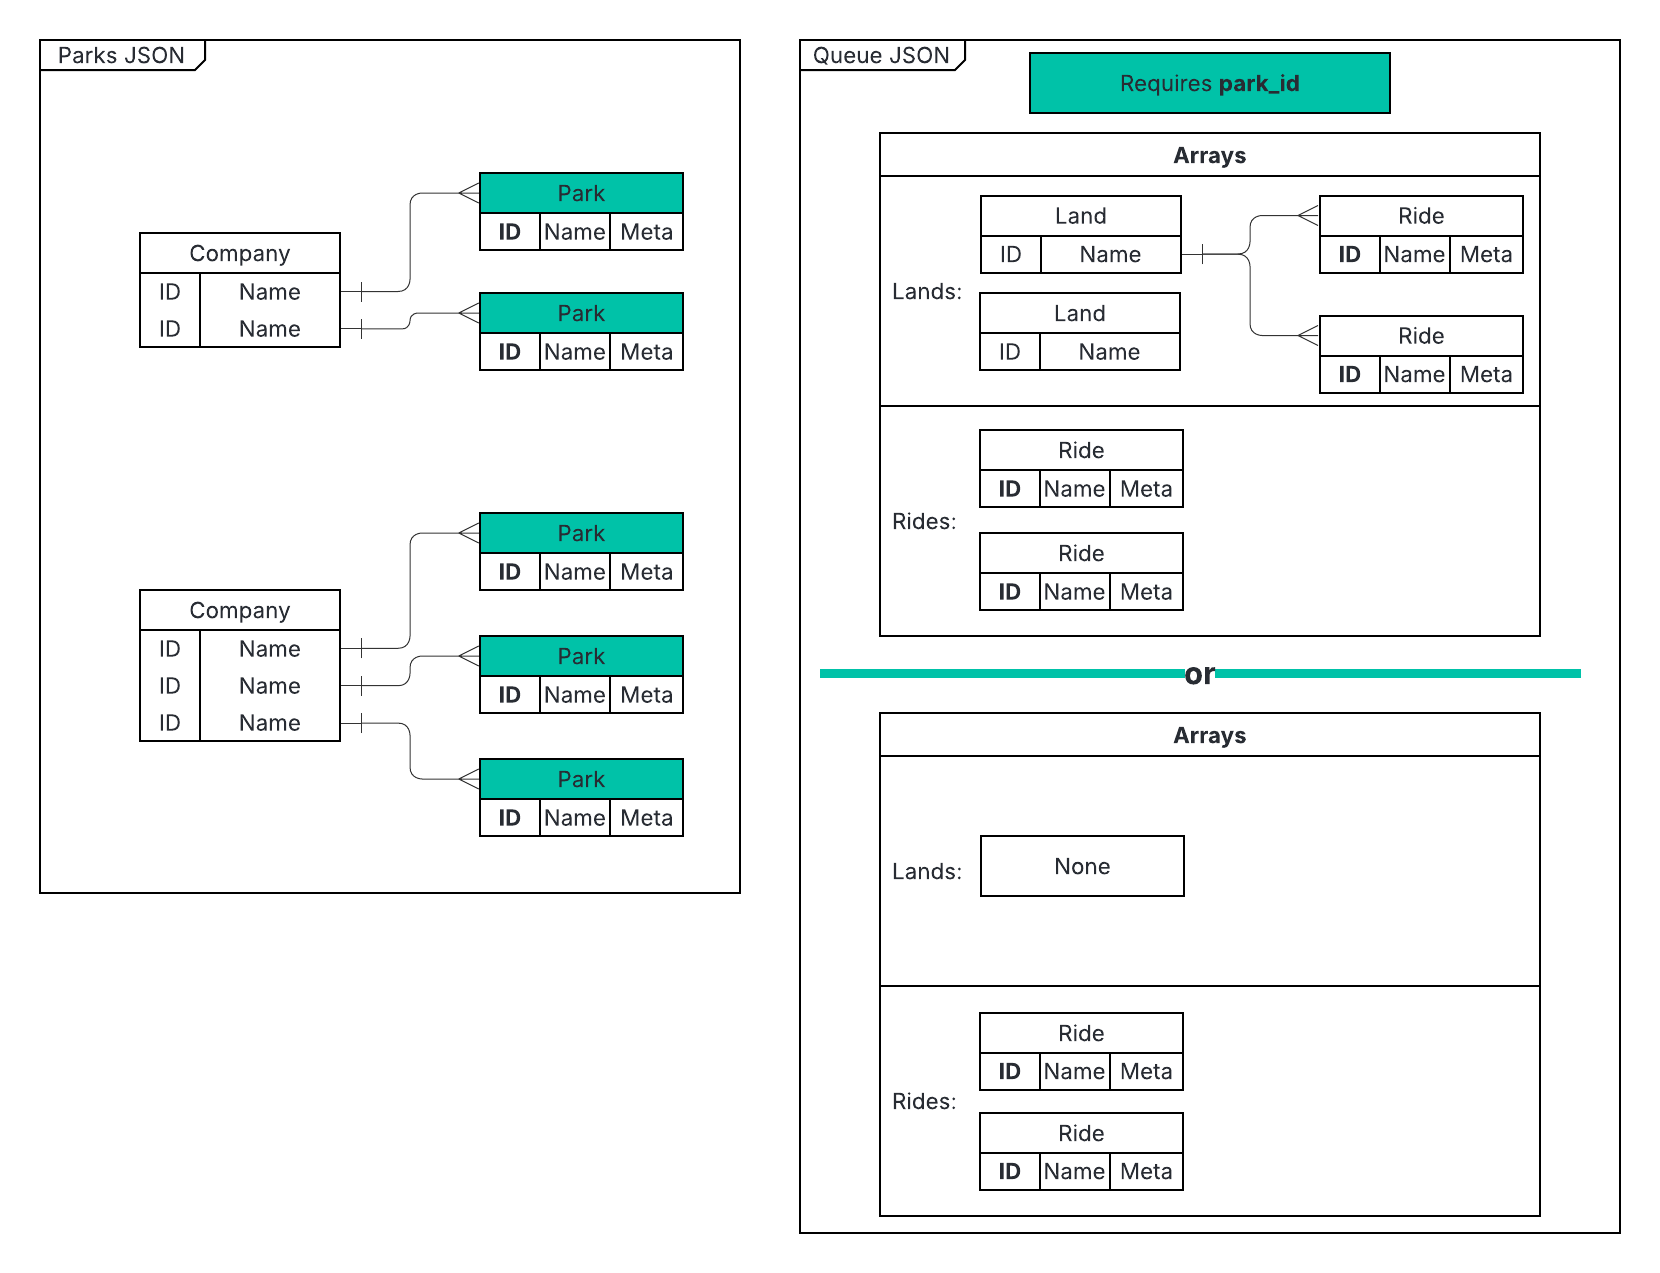 Parks JSON
Company
ID Name
ID Name
Park
ID Name Meta
Park
ID Name Meta
Company
ID Name
ID Name
ID Name
Park
ID Name Meta
Park
ID Name Meta
Park
ID Name Meta
Queue JSON
Requires park_id
Arrays
Lands:
Land
ID Name
Land
ID Name
Ride
ID Name Meta
Ride
ID Name Meta
Rides:
Ride
ID Name Meta
Ride
ID Name Meta
or
Arrays
Lands:
None
Rides:
Ride
ID Name Meta
Ride
ID Name Meta